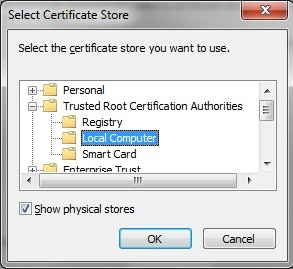 Select Certificate Store
Select the certificate store you want to use.
Personal
Trusted Root Certification Authorities
Registry
Local Computer
Smart Card
Enterprise Trust
Show physical stores
OK
Cancel